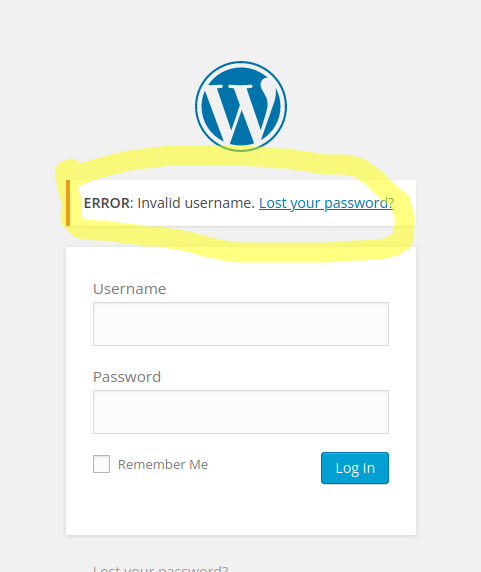 ERROR: Invalid username. Lost your password?
Username
Password
Remember Me
Log In
Lost your password?